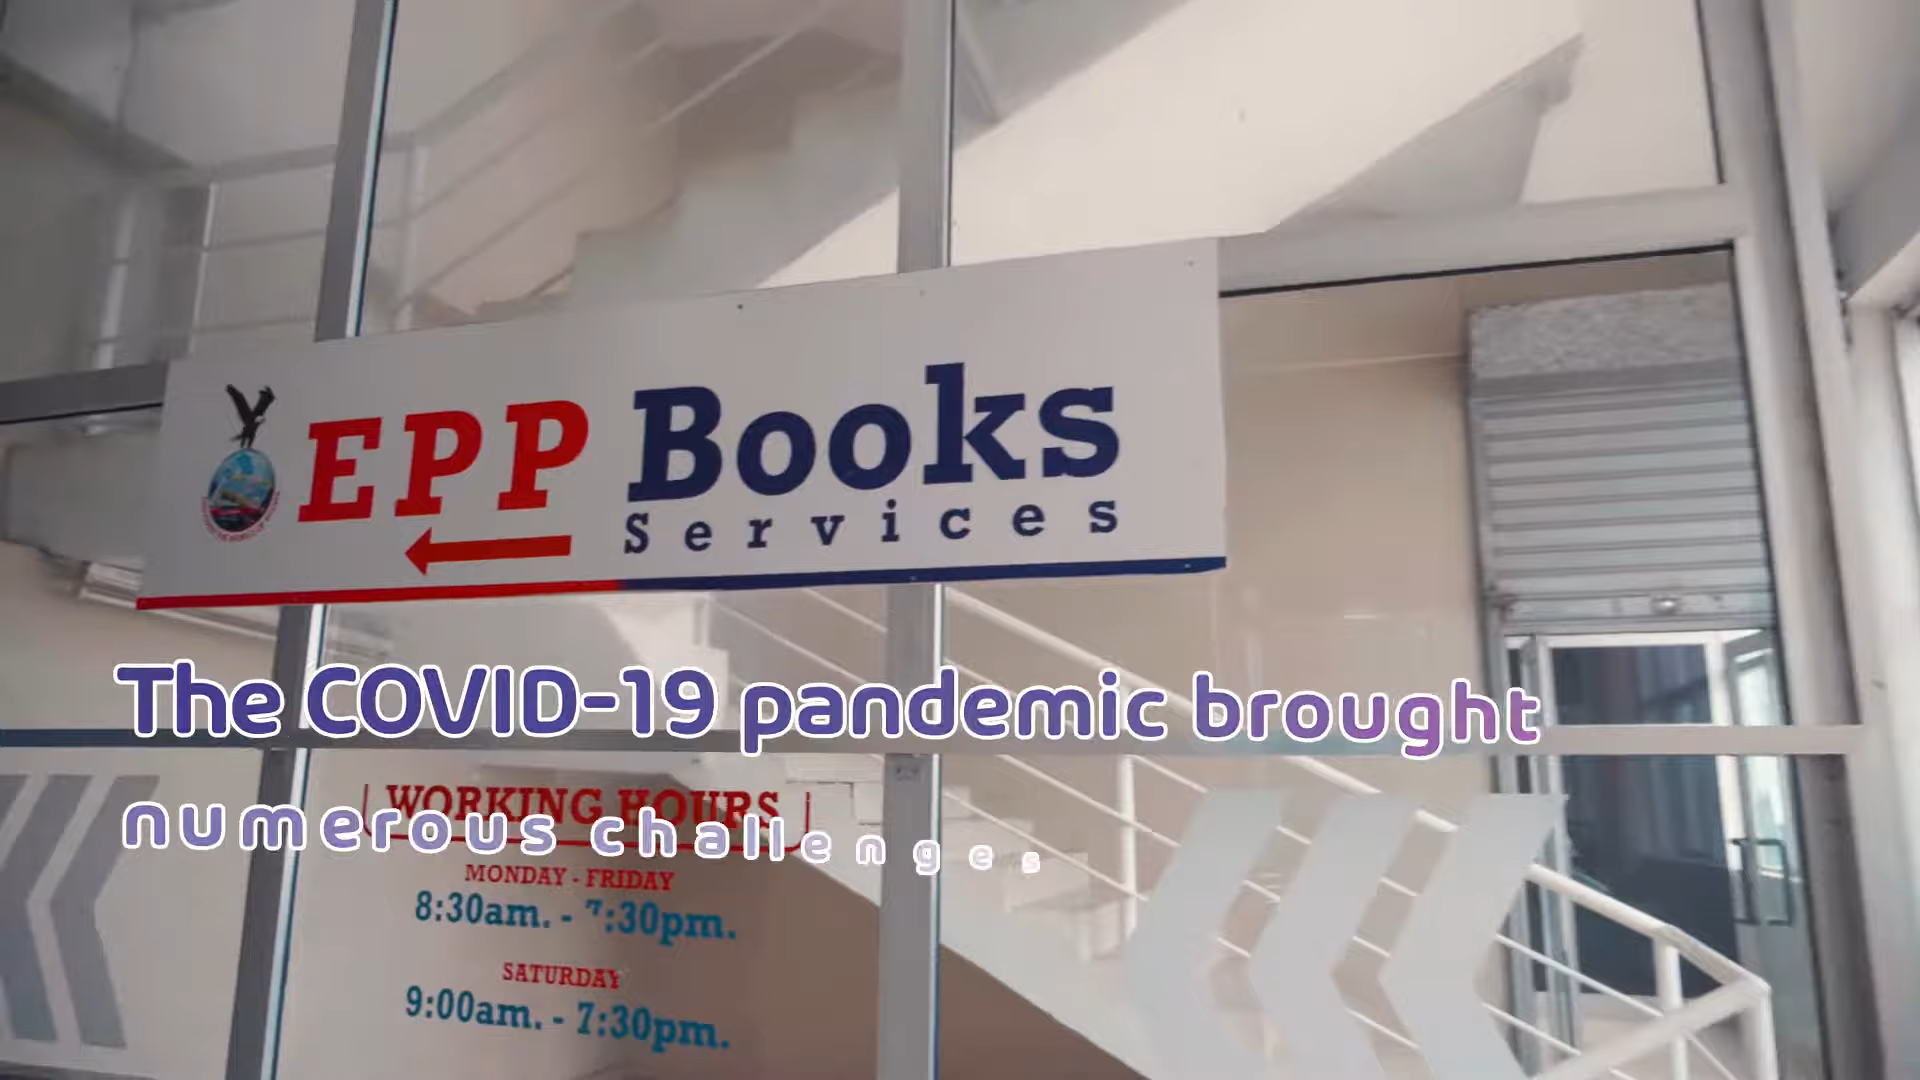 EPP Books
Services
The COVID-19 pandemic brought
numerous challenges
WORKING HOURS
MONDAY - FRIDAY
8:30am. - 7:30pm.
SATURDAY
9:00am. - 7:30pm.